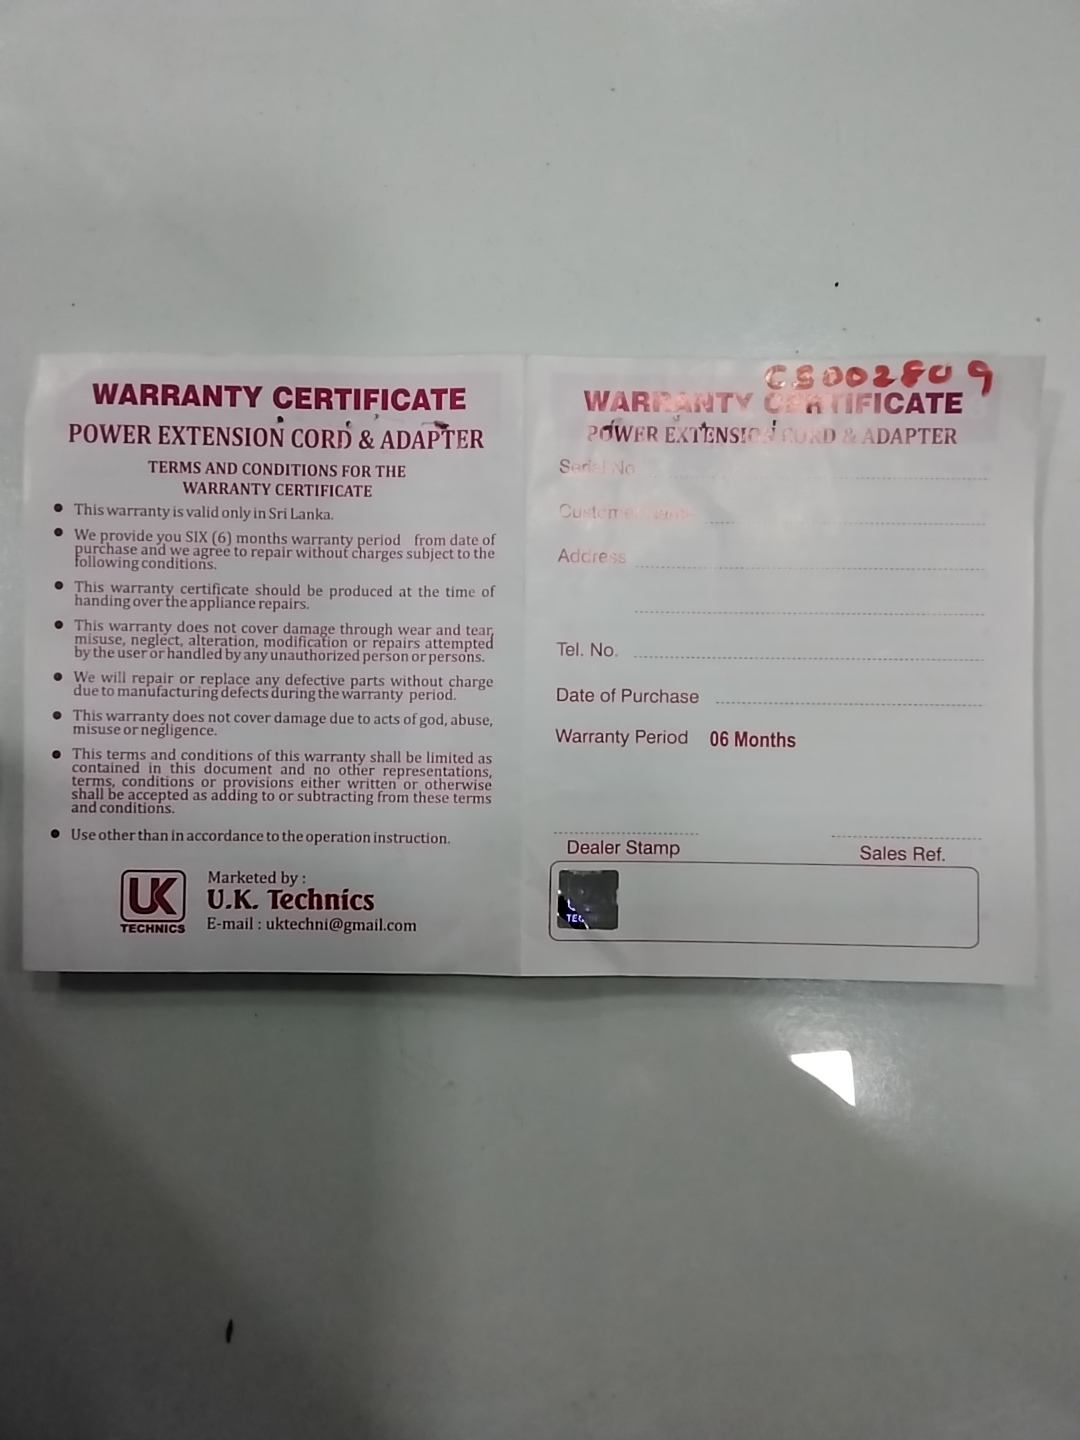 WARRANTY CERTIFICATE
POWER EXTENSION CORD & ADAPTER
TERMS AND CONDITIONS FOR THE
WARRANTY CERTIFICATE
• This warranty is valid only in Sri Lanka.
• We provide you SIX (6) months warranty period from date of
purchase and we agree to repair without charges subject to the
following conditions.
• This warranty certificate should be produced at the time of
handing over the appliance repairs.
• This warranty does not cover damage through wear and tear,
misuse, neglect, alteration, modification or repairs attempted
by the user or handled by any unauthorized person or persons.
• We will repair or replace any defective parts without charge
due to manufacturing defects during the warranty period.
• This warranty does not cover damage due to acts of god, abuse,
misuse or negligence.
• This terms and conditions of this warranty shall be limited as
contained in this document and no other representations,
terms, conditions or provisions either written or otherwise
shall be accepted as adding to or subtracting from these terms
and conditions.
• Use other than in accordance to the operation instruction.
UK
TECHNICS
Marketed by :
U.K. Technics
E-mail : uktechni@gmail.com
CS002809
WARRANTY CERTIFICATE
POWER EXTENSION CORD & ADAPTER
Serial No
Customer Name
Address
Tel. No.
Date of Purchase
Warranty Period 06 Months
Dealer Stamp
Sales Ref.